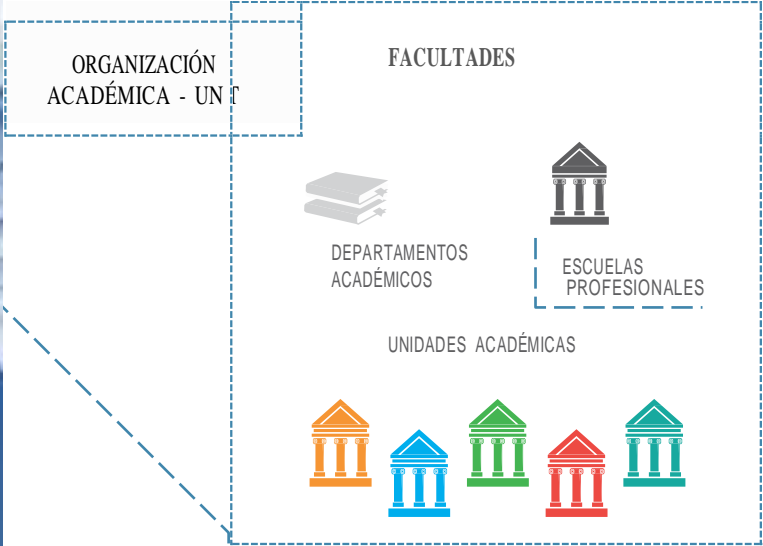 ORGANIZACIÓN
ACADÉMICA - UNT
FACULTADES
DEPARTAMENTOS
ACADÉMICOS
ESCUELAS
PROFESIONALES
UNIDADES ACADÉMICAS